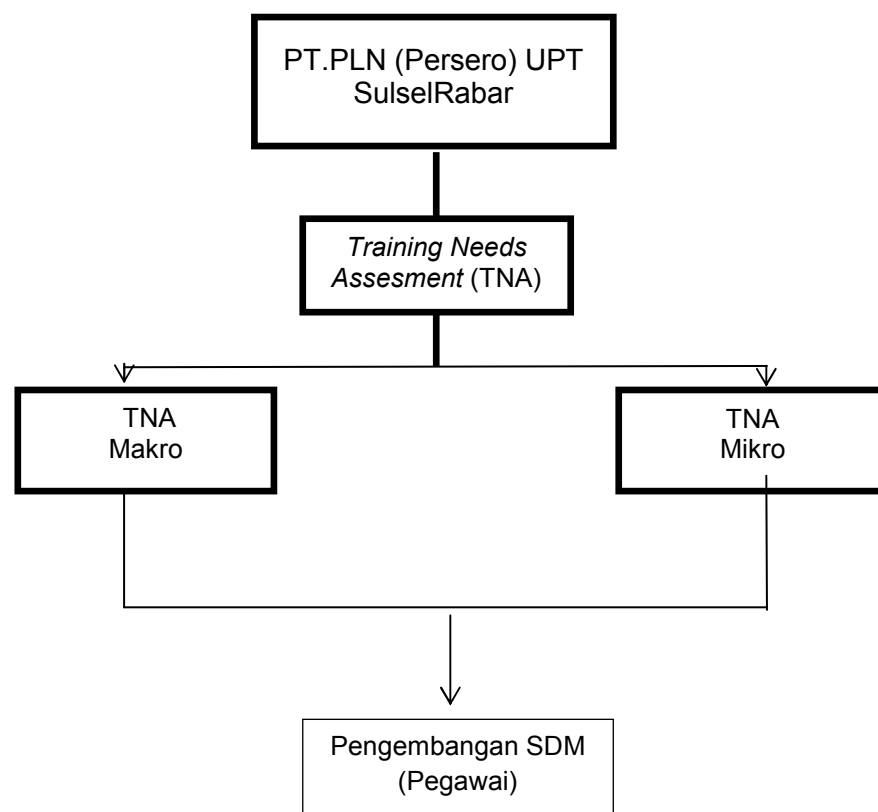 PT.PLN (Persero) UPT
SulselRabar
Training Needs
Assesment (TNA)
TNA
Makro
TNA
Mikro
Pengembangan SDM
(Pegawai)